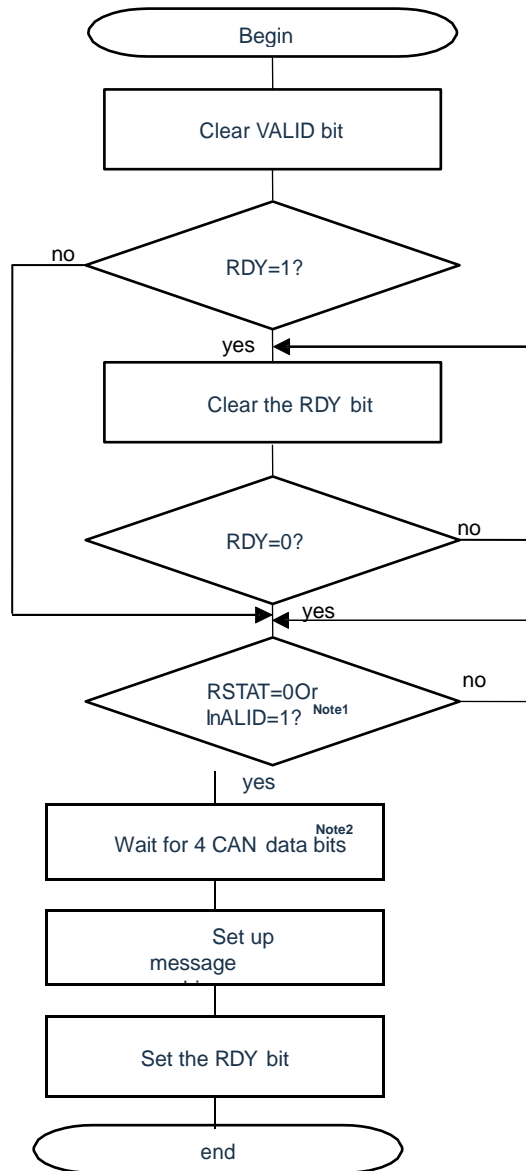 Begin
Clear VALID bit
RDY=1?
no
yes
Clear the RDY bit
RDY=0?
no
yes
RSTAT=0Or
InALID=1? Note1
no
yes
Wait for 4 CAN data bits Note2
Set up
message
Set the RDY bit
end